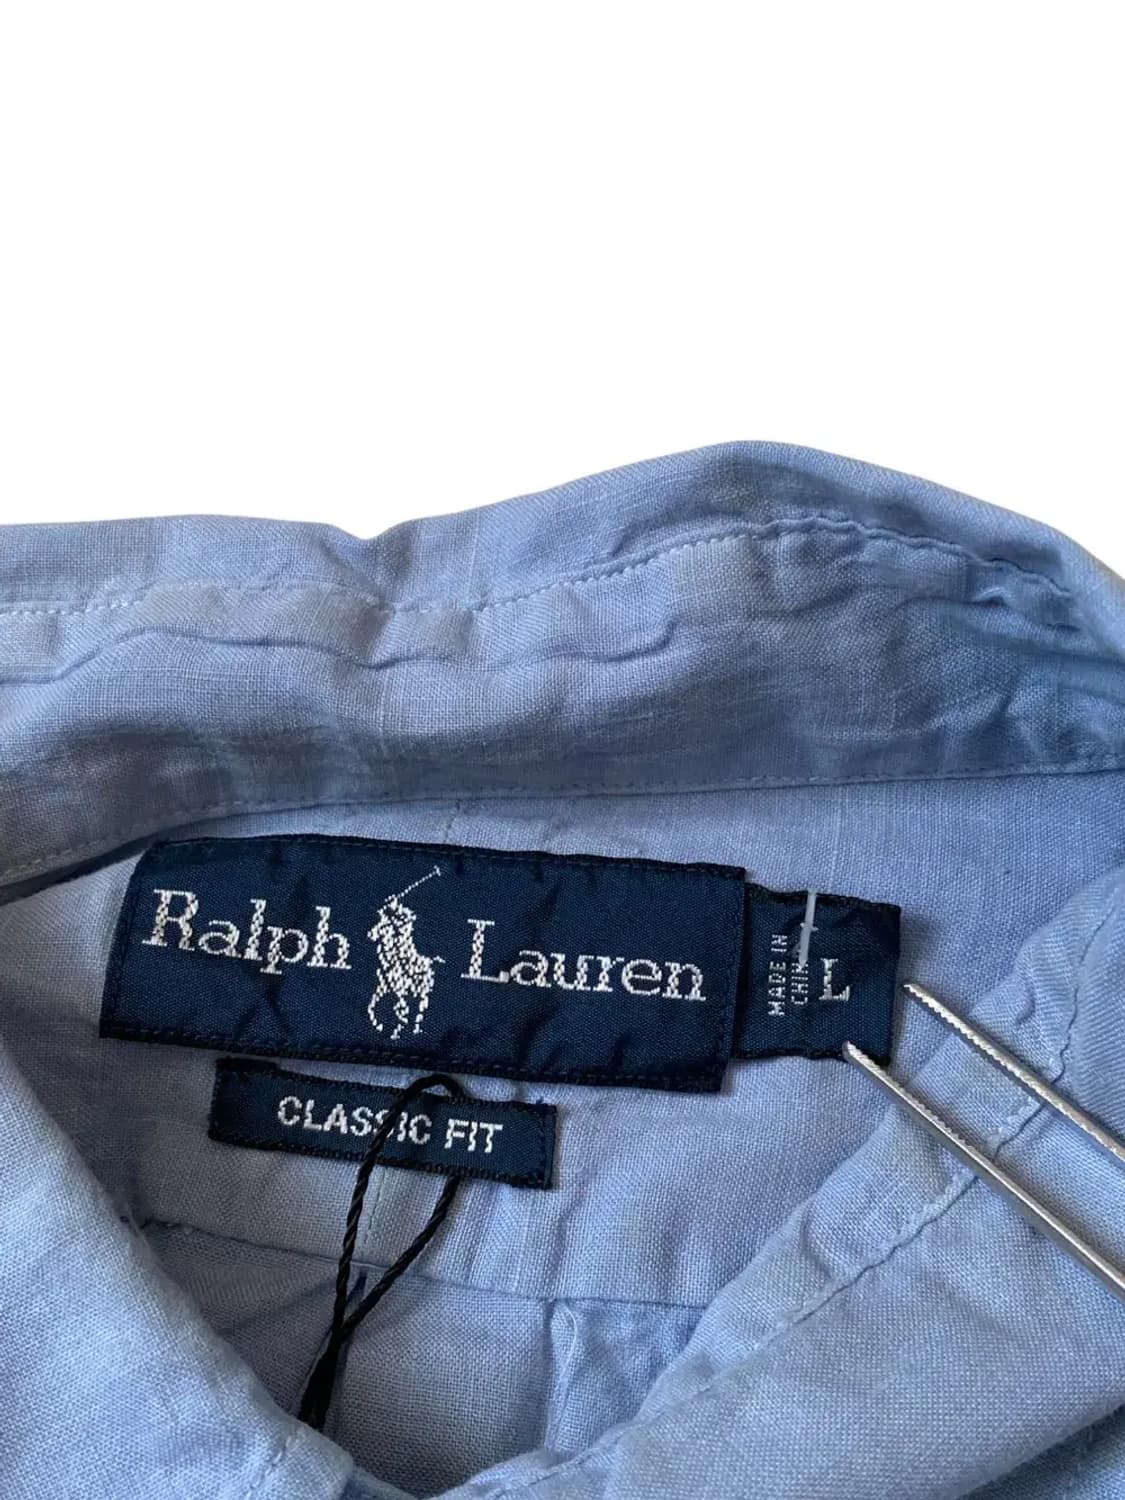 Ralph Lauren
MADE IN
CHINA
L
CLASSIC FIT